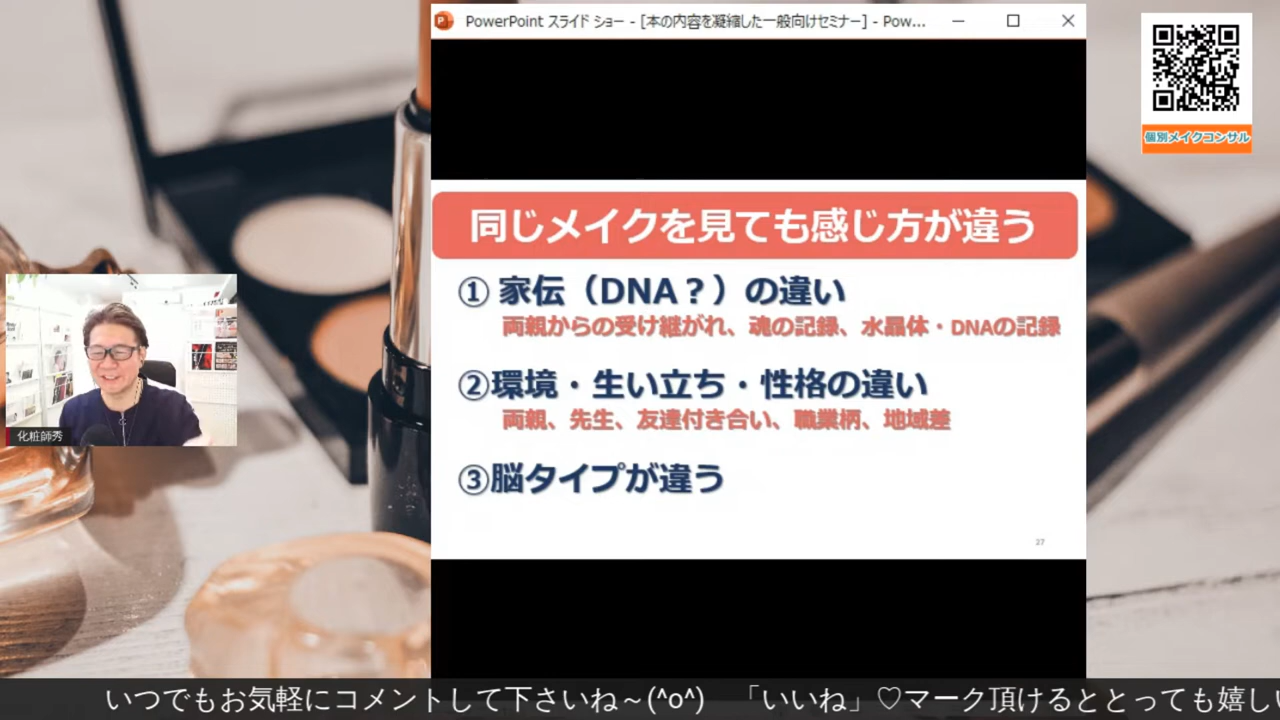 PowerPoint スライド ショー - [本の内容を凝縮した一般向けセミナー] - Pow...
個別メイクコンサル
同じメイクを見ても感じ方が違う
① 家伝（DNA？）の違い
両親からの受け継がれ、魂の記録、水晶体・DNAの記録
②環境・生い立ち・性格の違い
両親、先生、友達付き合い、職業柄、地域差
③脳タイプが違う
37
化粧師秀
いつでもお気軽にコメントして下さいね～(^o^)　「いいね」♡マーク頂けるととっても嬉しい